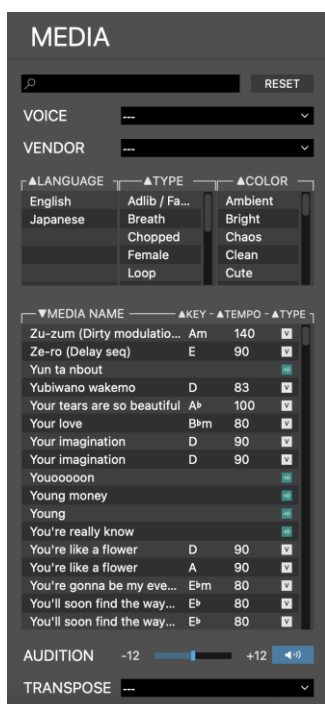 MEDIA
RESET
VOICE ---
VENDOR ---
▲LANGUAGE ▲TYPE ▲COLOR
English Adlib / Fa... Ambient
Japanese Breath Bright
Chopped Chaos
Female Clean
Loop Cute
▼MEDIA NAME ▲KEY - ▲TEMPO - ▲TYPE
Zu-zum (Dirty modulatio... Am 140 V
Ze-ro (Delay seq) E 90 V
Yun ta nbout
Yubiwano wakemo D 83 V
Your tears are so beautiful A♭ 100 V
Your love B♭m 80 V
Your imagination D 90 V
Your imagination D 90 V
Youooooon
Young money
Young
You're really know
You're like a flower D 90 V
You're like a flower A 90 V
You're gonna be my eve... E♭m 80 V
You'll soon find the way... E♭ 80 V
You'll soon find the way... E♭ 80 V
AUDITION -12 +12
TRANSPOSE ---